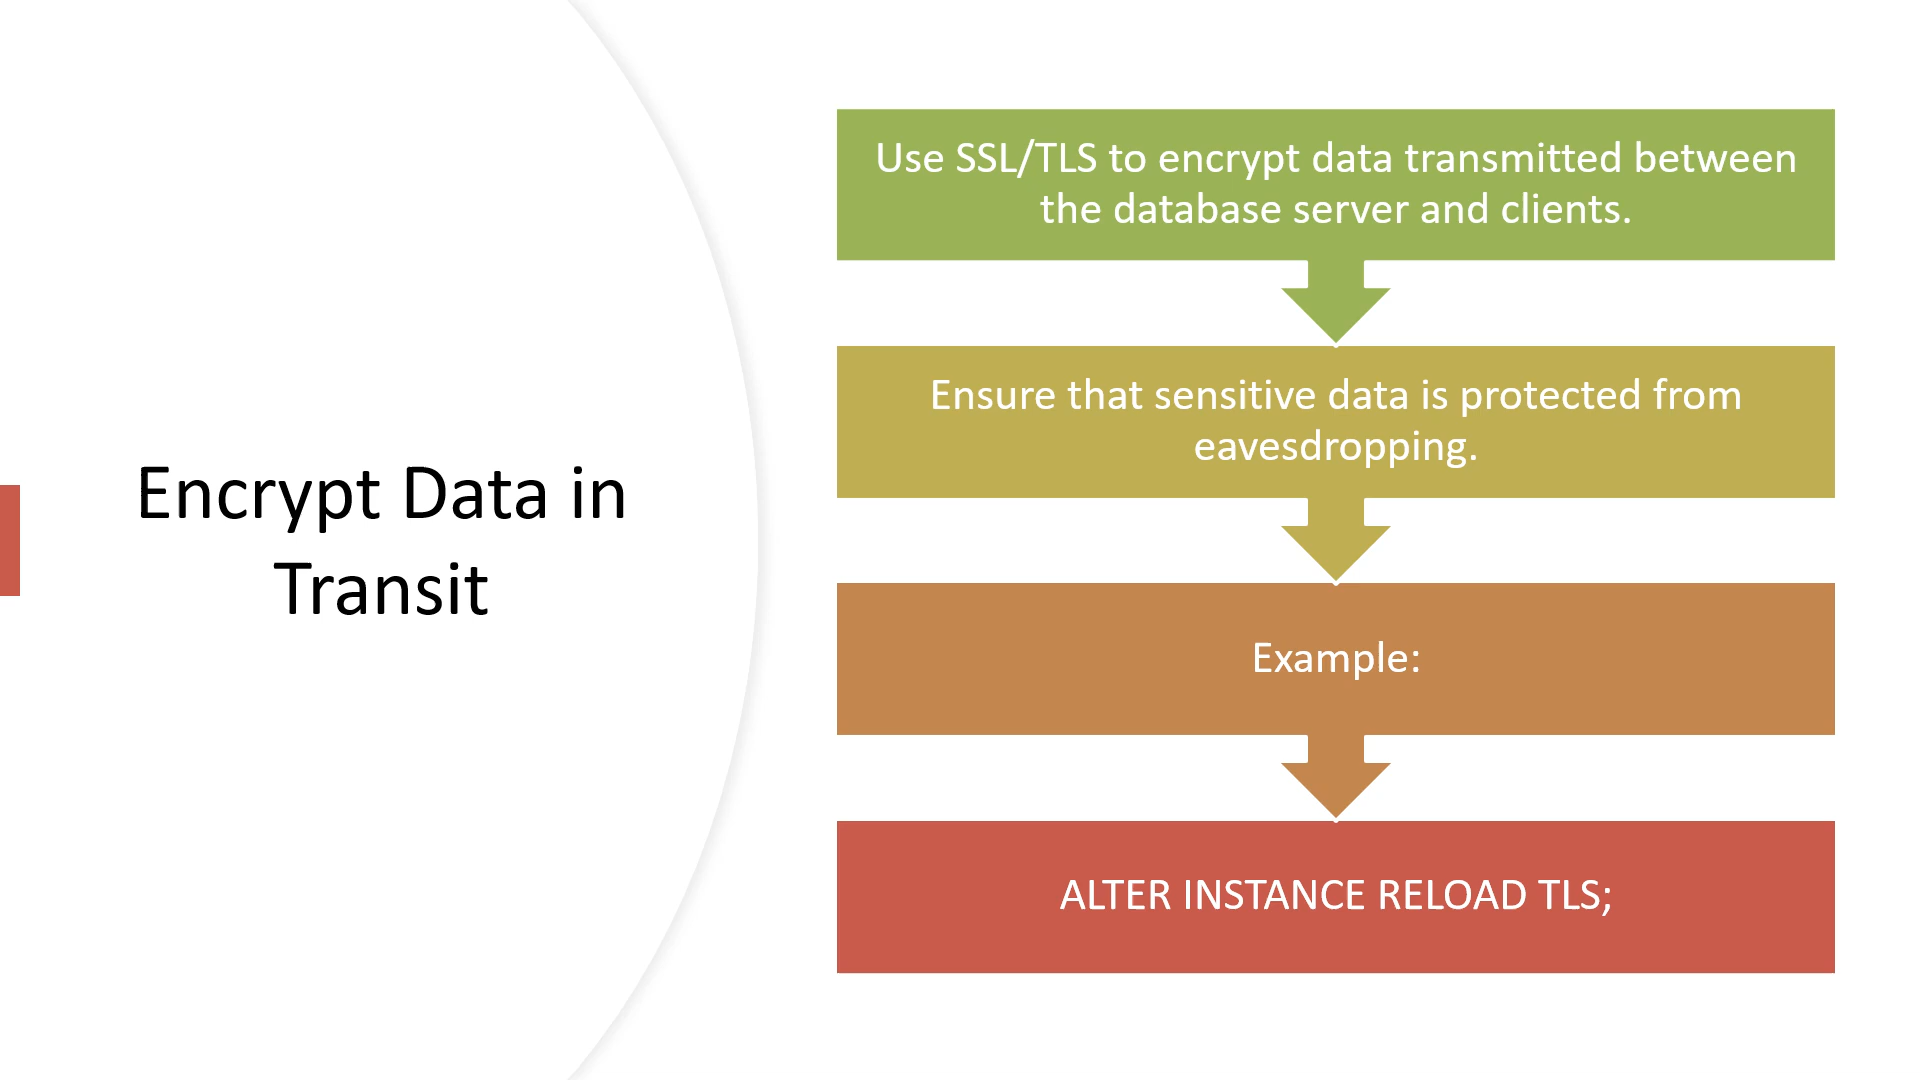 Encrypt Data in
Transit
Use SSL/TLS to encrypt data transmitted between
the database server and clients.
Ensure that sensitive data is protected from
eavesdropping.
Example:
ALTER INSTANCE RELOAD TLS;